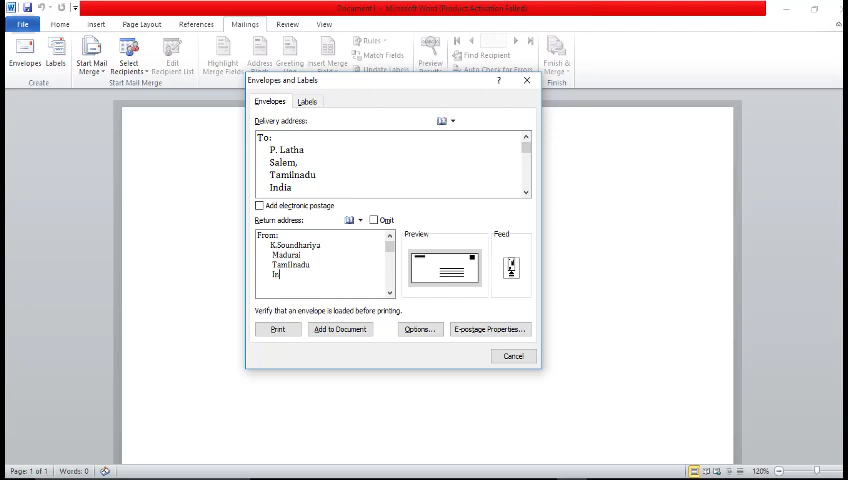 Document1 - Microsoft Word (Product Activation Failed)
File Home Insert Page Layout References Mailings Review View
Envelopes Labels Start Mail Merge Select Recipients Edit Recipient List Highlight Merge Fields Address Block Greeting Line Insert Merge Field Rules Match Fields Update Labels Preview Results Find Recipient Auto Check for Errors Finish & Merge
Create Start Mail Merge Finish
Envelopes and Labels ?
Envelopes Labels
Delivery address:
To:
P. Latha
Salem,
Tamilnadu
India
Add electronic postage
Return address: Omit
From:
K.Soundhariya
Madurai
Tamilnadu
In
Preview Feed
Verify that an envelope is loaded before printing.
Print Add to Document Options... E-postage Properties...
Cancel
Page: 1 of 1 Words: 0 120%